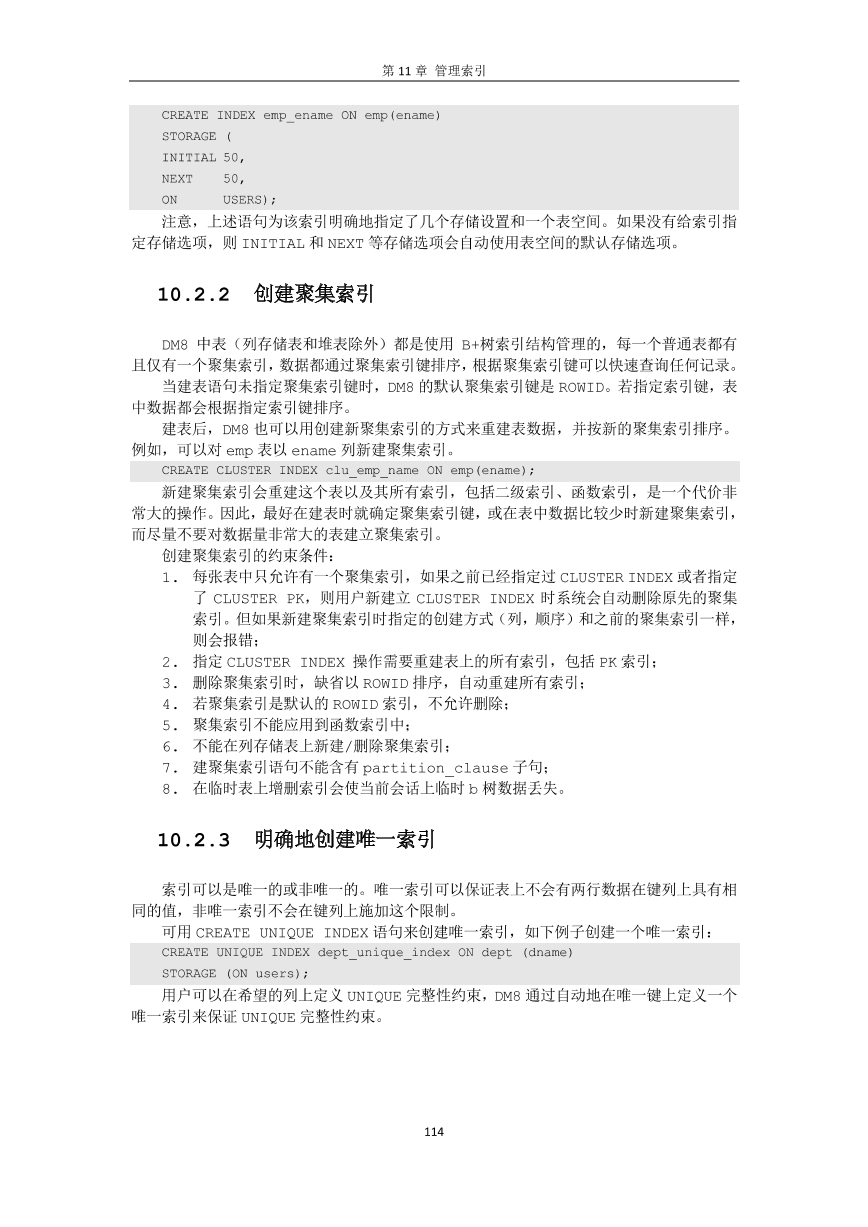 第 11 章 管理索引
CREATE INDEX emp_ename ON emp(ename)
STORAGE (
INITIAL 50,
NEXT 50,
ON USERS);
注意，上述语句为该索引明确地指定了几个存储设置和一个表空间。如果没有给索引指
定存储选项，则 INITIAL 和 NEXT 等存储选项会自动使用表空间的默认存储选项。
10.2.2 创建聚集索引
DM8 中表（列存储表和堆表除外）都是使用 B+树索引结构管理的，每一个普通表都有
且仅有一个聚集索引，数据都通过聚集索引键排序，根据聚集索引键可以快速查询任何记录。
当建表语句未指定聚集索引键时，DM8 的默认聚集索引键是 ROWID。若指定索引键，表
中数据都会根据指定索引键排序。
建表后，DM8 也可以用创建新聚集索引的方式来重建表数据，并按新的聚集索引排序。
例如，可以对 emp 表以 ename 列新建聚集索引。
CREATE CLUSTER INDEX clu_emp_name ON emp(ename);
新建聚集索引会重建这个表以及其所有索引，包括二级索引、函数索引，是一个代价非
常大的操作。因此，最好在建表时就确定聚集索引键，或在表中数据比较少时新建聚集索引，
而尽量不要对数据量非常大的表建立聚集索引。
创建聚集索引的约束条件：
1. 每张表中只允许有一个聚集索引，如果之前已经指定过 CLUSTER INDEX 或者指定
了 CLUSTER PK，则用户新建立 CLUSTER INDEX 时系统会自动删除原先的聚集
索引。但如果新建聚集索引时指定的创建方式（列，顺序）和之前的聚集索引一样，
则会报错；
2. 指定 CLUSTER INDEX 操作需要重建表上的所有索引，包括 PK 索引；
3. 删除聚集索引时，缺省以 ROWID 排序，自动重建所有索引；
4. 若聚集索引是默认的 ROWID 索引，不允许删除；
5. 聚集索引不能应用到函数索引中；
6. 不能在列存储表上新建/删除聚集索引；
7. 建聚集索引语句不能含有 partition_clause 子句；
8. 在临时表上增删索引会使当前会话上临时 b 树数据丢失。
10.2.3 明确地创建唯一索引
索引可以是唯一的或非唯一的。唯一索引可以保证表上不会有两行数据在键列上具有相
同的值，非唯一索引不会在键列上施加这个限制。
可用 CREATE UNIQUE INDEX 语句来创建唯一索引，如下例子创建一个唯一索引：
CREATE UNIQUE INDEX dept_unique_index ON dept (dname)
STORAGE (ON users);
用户可以在希望的列上定义 UNIQUE 完整性约束，DM8 通过自动地在唯一键上定义一个
唯一索引来保证 UNIQUE 完整性约束。
114